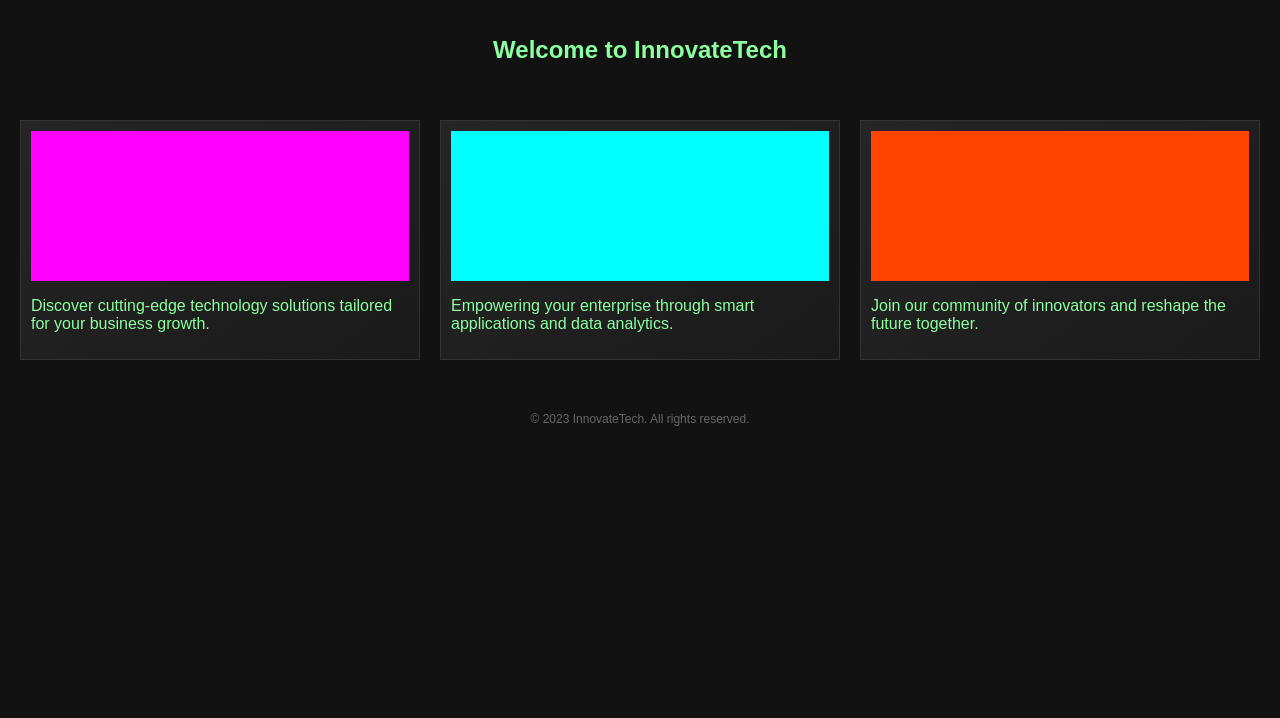 Welcome to InnovateTech
Discover cutting-edge technology solutions tailored
for your business growth.
Empowering your enterprise through smart
applications and data analytics.
Join our community of innovators and reshape the
future together.
© 2023 InnovateTech. All rights reserved.